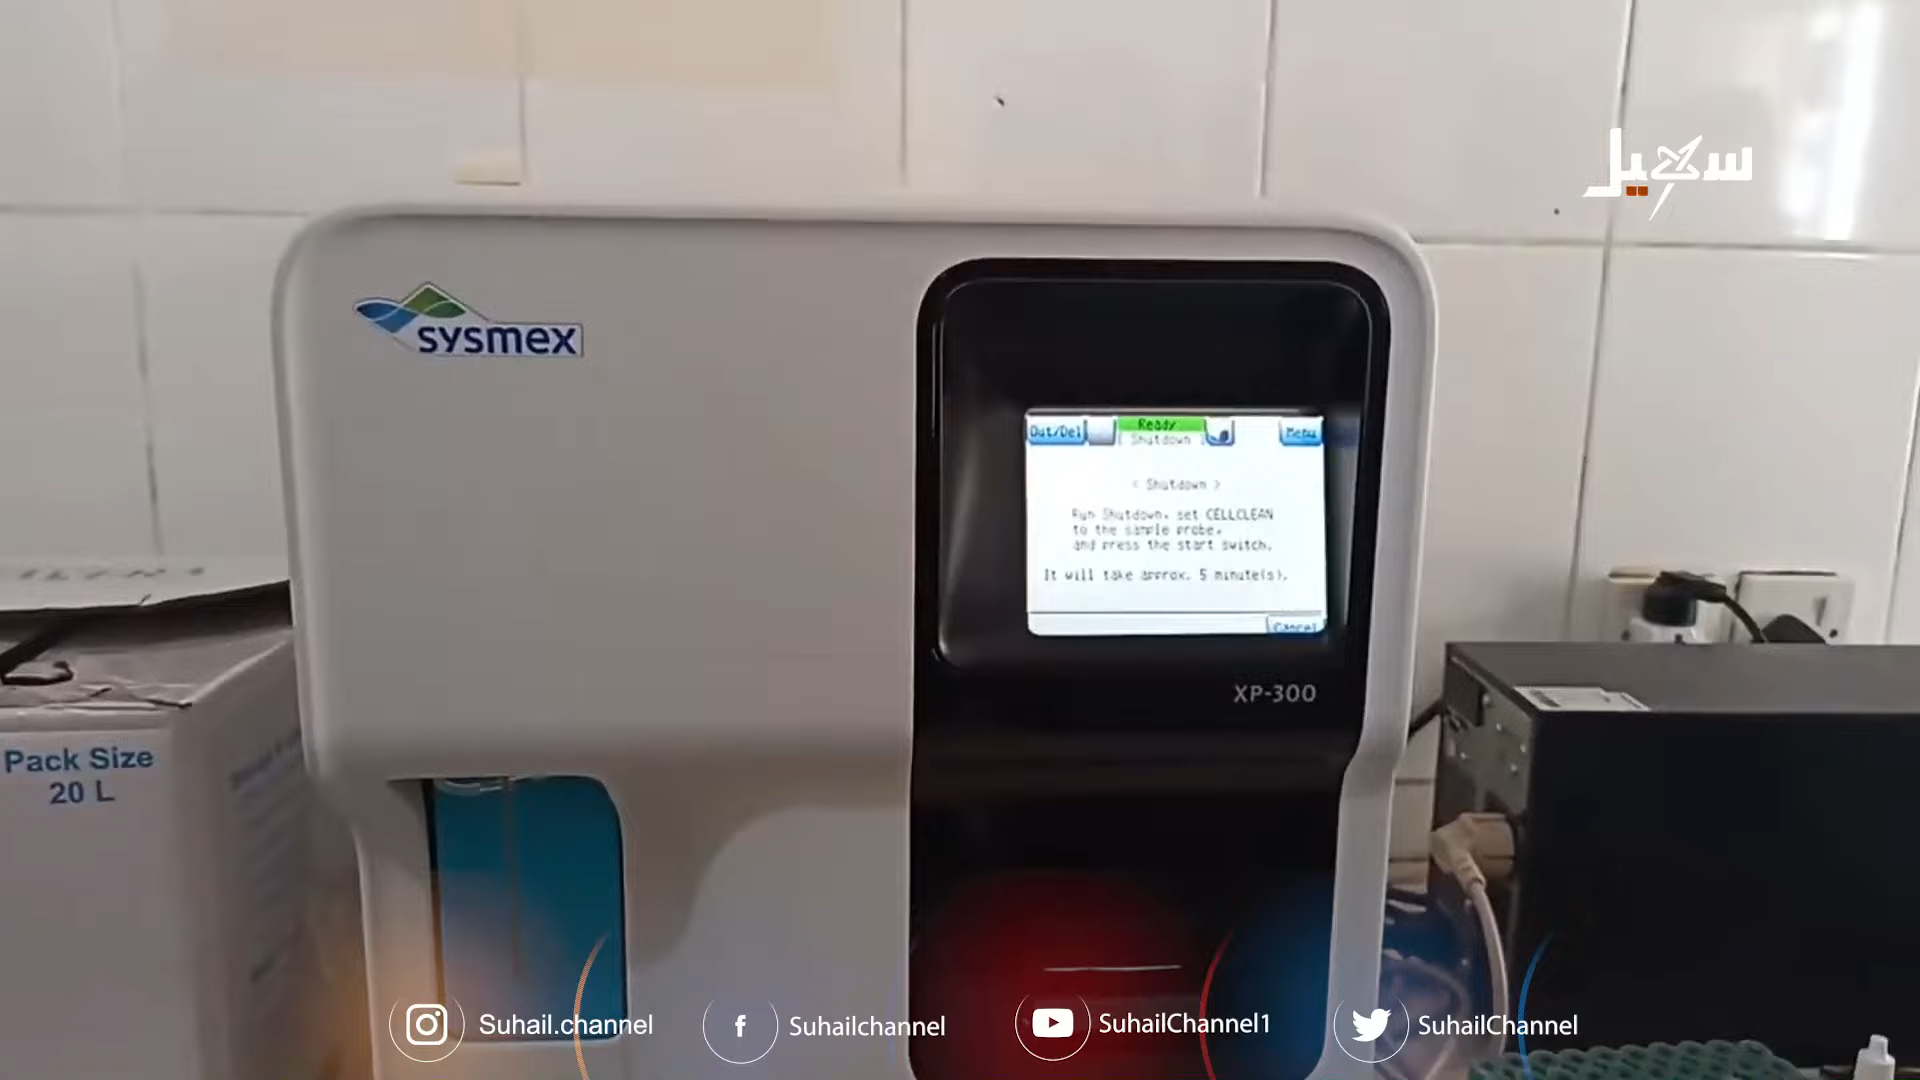 سهيل
sysmex
Out/Del
Ready
Shutdown
Menu
< Shutdown >
Run Shutdown, set CELLCLEAN
to the sample probe,
and press the start switch.
It will take approx. 5 minute(s).
Cancel
XP-300
Pack Size
20 L
Suhail.channel
Suhailchannel
SuhailChannel1
SuhailChannel